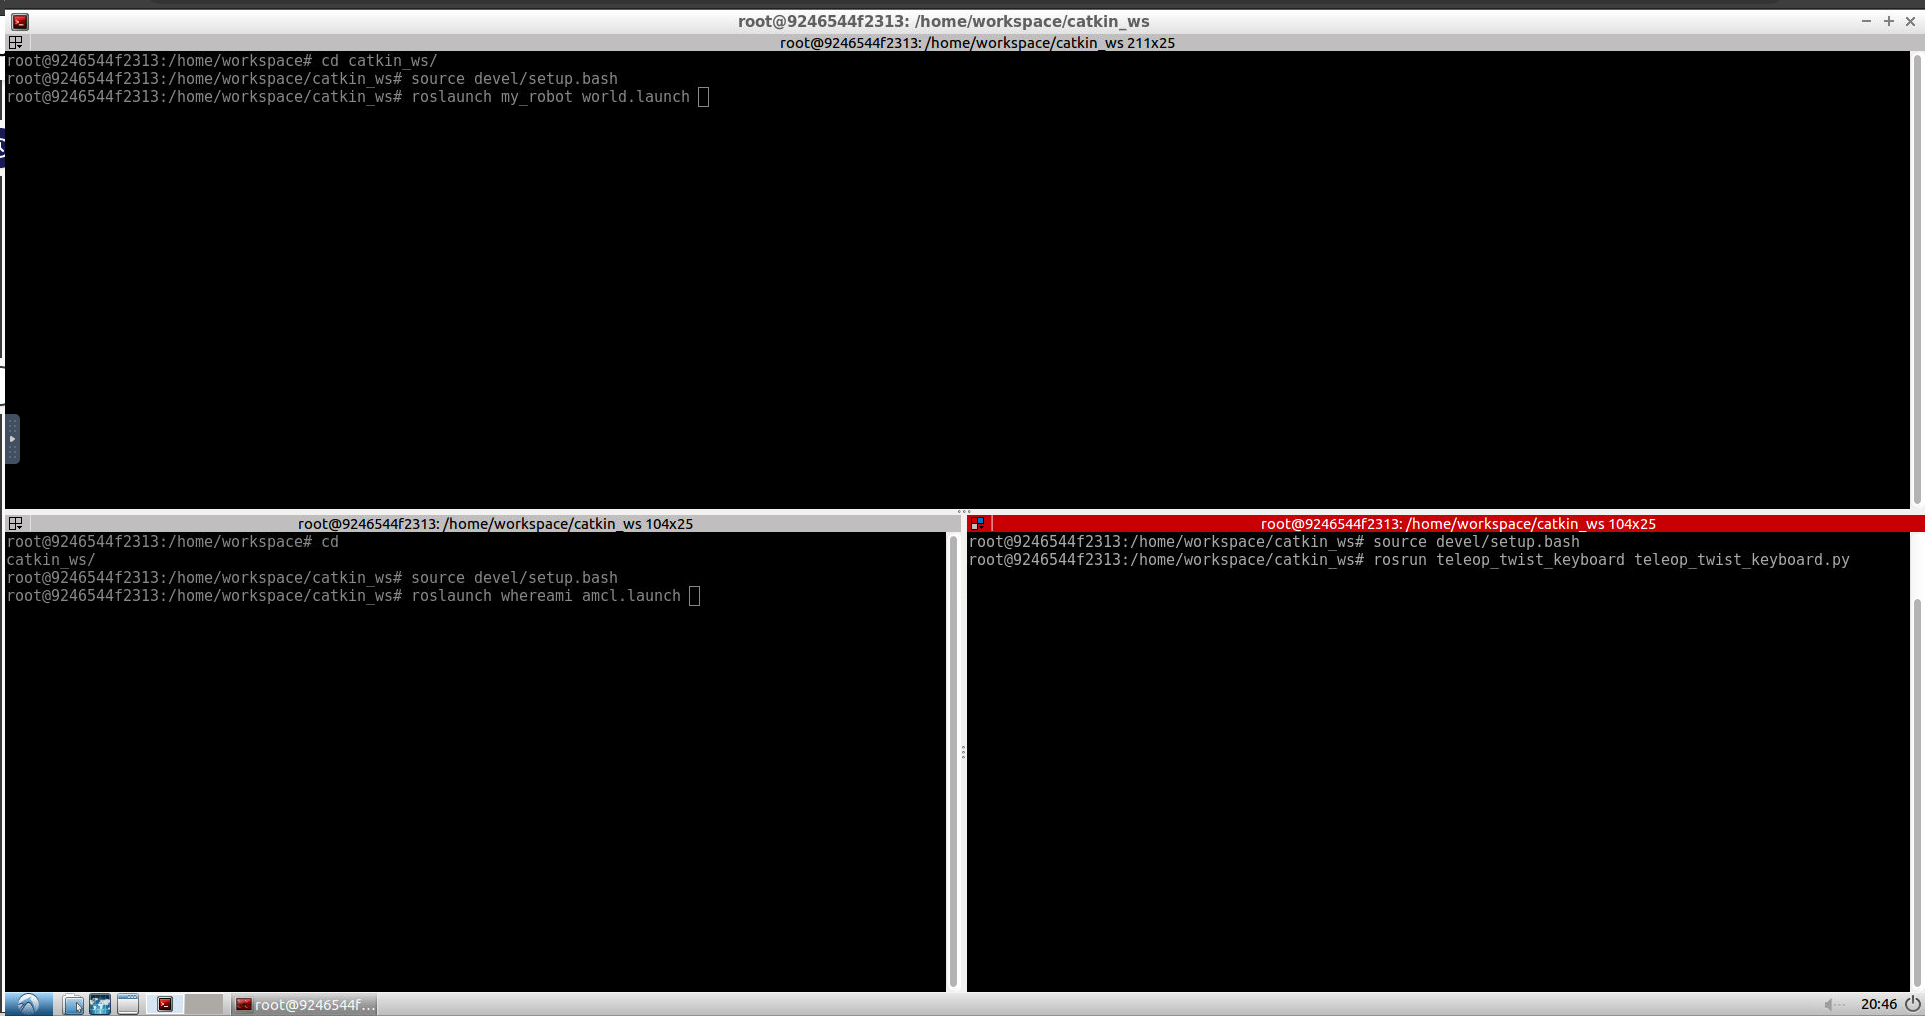 root@9246544f2313: /home/workspace/catkin_ws
root@9246544f2313: /home/workspace/catkin_ws 211x25
root@9246544f2313:/home/workspace# cd catkin_ws/
root@9246544f2313:/home/workspace/catkin_ws# source devel/setup.bash
root@9246544f2313:/home/workspace/catkin_ws# roslaunch my_robot world.launch
root@9246544f2313: /home/workspace/catkin_ws 104x25
root@9246544f2313:/home/workspace# cd
catkin_ws/
root@9246544f2313:/home/workspace/catkin_ws# source devel/setup.bash
root@9246544f2313:/home/workspace/catkin_ws# roslaunch whereami amcl.launch
root@9246544f2313: /home/workspace/catkin_ws 104x25
root@9246544f2313:/home/workspace/catkin_ws# source devel/setup.bash
root@9246544f2313:/home/workspace/catkin_ws# rosrun teleop_twist_keyboard teleop_twist_keyboard.py
root@9246544f...
20:46